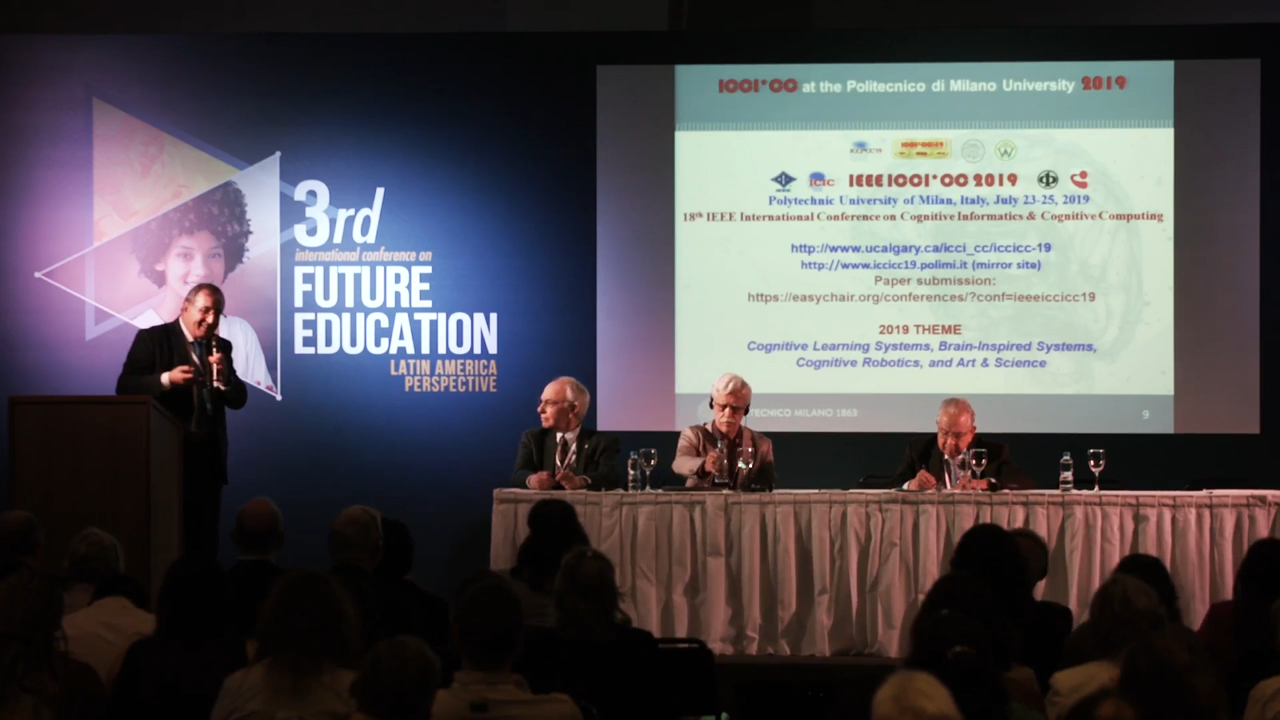 3rd
international conference on
FUTURE
EDUCATION
LATIN AMERICA
PERSPECTIVE
ICCI*CC at the Politecnico di Milano University 2019
IEEE ICCI*CC 2019
Polytechnic University of Milan, Italy, July 23-25, 2019
18th IEEE International Conference on Cognitive Informatics & Cognitive Computing
http://www.ucalgary.ca/icci_cc/iccicc-19
http://www.iccicc19.polimi.it (mirror site)
Paper submission:
https://easychair.org/conferences/?conf=ieeeiccicc19
2019 THEME
Cognitive Learning Systems, Brain-Inspired Systems,
Cognitive Robotics, and Art & Science
MILANO 1863
9